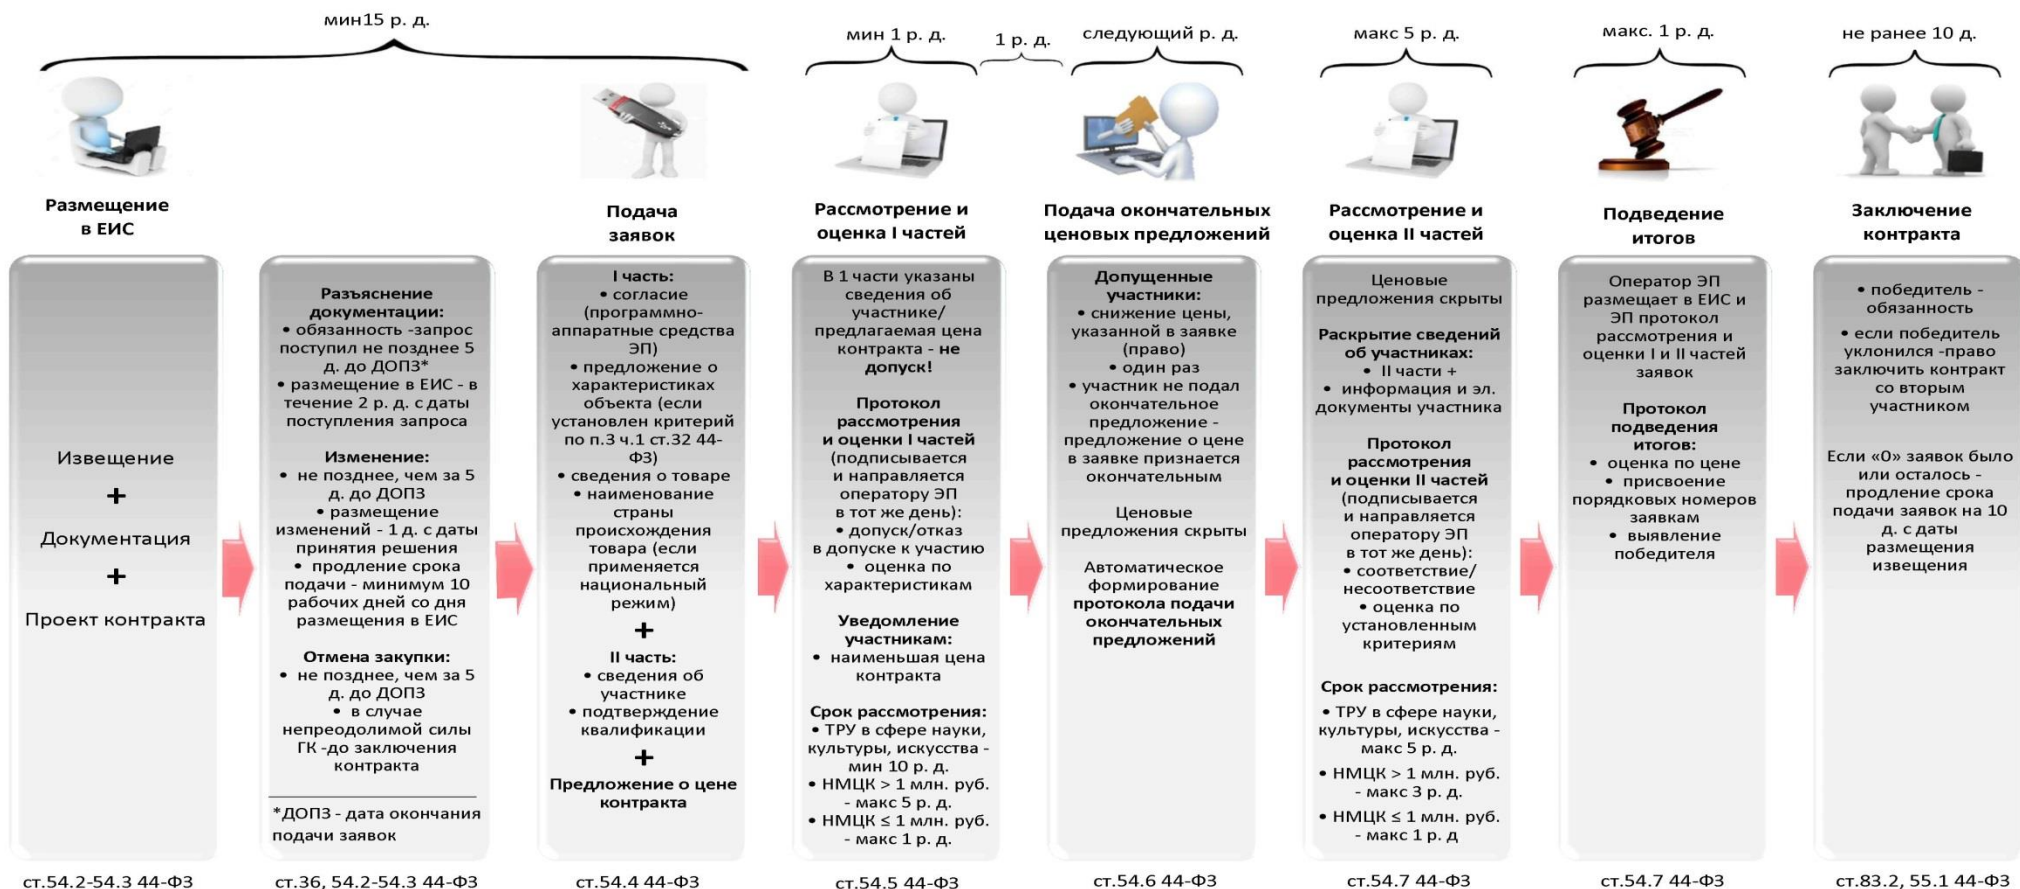 мин15 р. д.
мин 1 р. д.
1 р. д.
следующий р. д.
макс 5 р. д.
макс. 1 р. д.
не ранее 10 д.
Размещение
в ЕИС
Подача
заявок
Рассмотрение и
оценка I частей
Подача окончательных
ценовых предложений
Рассмотрение и
оценка II частей
Подведение
итогов
Заключение
контракта
Извещение
+
Документация
+
Проект контракта
Разъяснение
документации:
• обязанность -запрос
поступил не позднее 5
д. до ДОПЗ*
• размещение в ЕИС - в
течение 2 р. д. с даты
поступления запроса
Изменение:
• не позднее, чем за 5
д. до ДОПЗ
• размещение
изменений - 1 д. с даты
принятия решения
• продление срока
подачи - минимум 10
рабочих дней со дня
размещения в ЕИС
Отмена закупки:
• не позднее, чем за 5
д. до ДОПЗ
• в случае
непреодолимой силы
ГК -до заключения
контракта
*ДОПЗ - дата окончания
подачи заявок
I часть:
• согласие
(программно-
аппаратные средства
ЭП)
• предложение о
характеристиках
объекта (если
установлен критерий
по п.3 ч.1 ст.32 44-
ФЗ)
• сведения о товаре
• наименование
страны
происхождения
товара (если
применяется
национальный
режим)
+
II часть:
• сведения об
участнике
• подтверждение
квалификации
+
Предложение о цене
контракта
В 1 части указаны
сведения об
участнике/
предлагаемая цена
контракта - не
допуск!
Протокол
рассмотрения
и оценки I частей
(подписывается
и направляется
оператору ЭП
в тот же день):
• допуск/отказ
в допуске к участию
• оценка по
характеристикам
Уведомление
участникам:
• наименьшая цена
контракта
Срок рассмотрения:
• ТРУ в сфере науки,
культуры, искусства -
мин 10 р. д.
• НМЦК > 1 млн. руб.
- макс 5 р. д.
• НМЦК ≤ 1 млн. руб.
- макс 1 р. д.
Допущенные
участники:
• снижение цены,
указанной в заявке
(право)
• один раз
• участник не подал
окончательное
предложение -
предложение о цене
в заявке признается
окончательным
Ценовые
предложения скрыты
Автоматическое
формирование
протокола подачи
окончательных
предложений
Ценовые
предложения скрыты
Раскрытие сведений
об участниках:
• II части +
• информация и эл.
документы участника
Протокол
рассмотрения
и оценки II частей
(подписывается
и направляется
оператору ЭП
в тот же день):
• соответствие/
несоответствие
• оценка по
установленным
критериям
Срок рассмотрения:
• ТРУ в сфере науки,
культуры, искусства -
макс 5 р. д.
• НМЦК > 1 млн. руб.
- макс 3 р. д.
• НМЦК ≤ 1 млн. руб.
- макс 1 р. д
Оператор ЭП
размещает в ЕИС и
ЭП протокол
рассмотрения и
оценки I и II частей
заявок
Протокол
подведения
итогов:
• оценка по цене
• присвоение
порядковых номеров
заявкам
• выявление
победителя
• победитель -
обязанность
• если победитель
уклонился -право
заключить контракт
со вторым
участником
Если «0» заявок было
или осталось -
продление срока
подачи заявок на 10
д. с даты
размещения
извещения
ст.54.2-54.3 44-ФЗ
ст.36, 54.2-54.3 44-ФЗ
ст.54.4 44-ФЗ
ст.54.5 44-ФЗ
ст.54.6 44-ФЗ
ст.54.7 44-ФЗ
ст.54.7 44-ФЗ
ст.83.2, 55.1 44-ФЗ